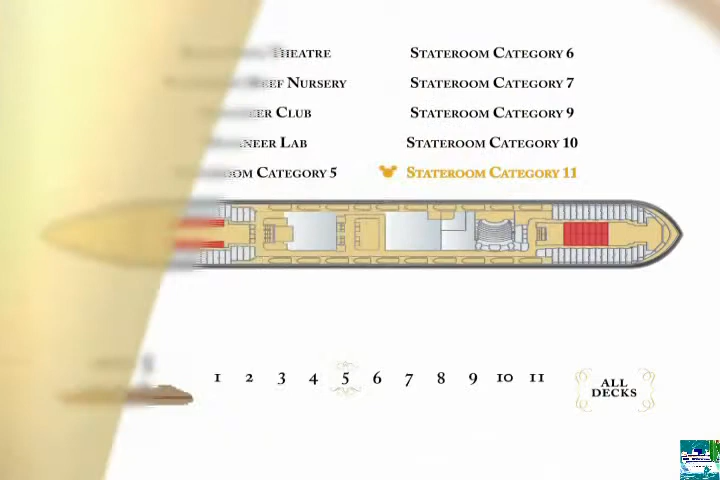 Theatre
Stateroom Category 6
Nursery
Stateroom Category 7
Club
Stateroom Category 9
Lab
Stateroom Category 10
Category 5
Stateroom Category 11
1 2 3 4 5 6 7 8 9 10 11
All
Decks